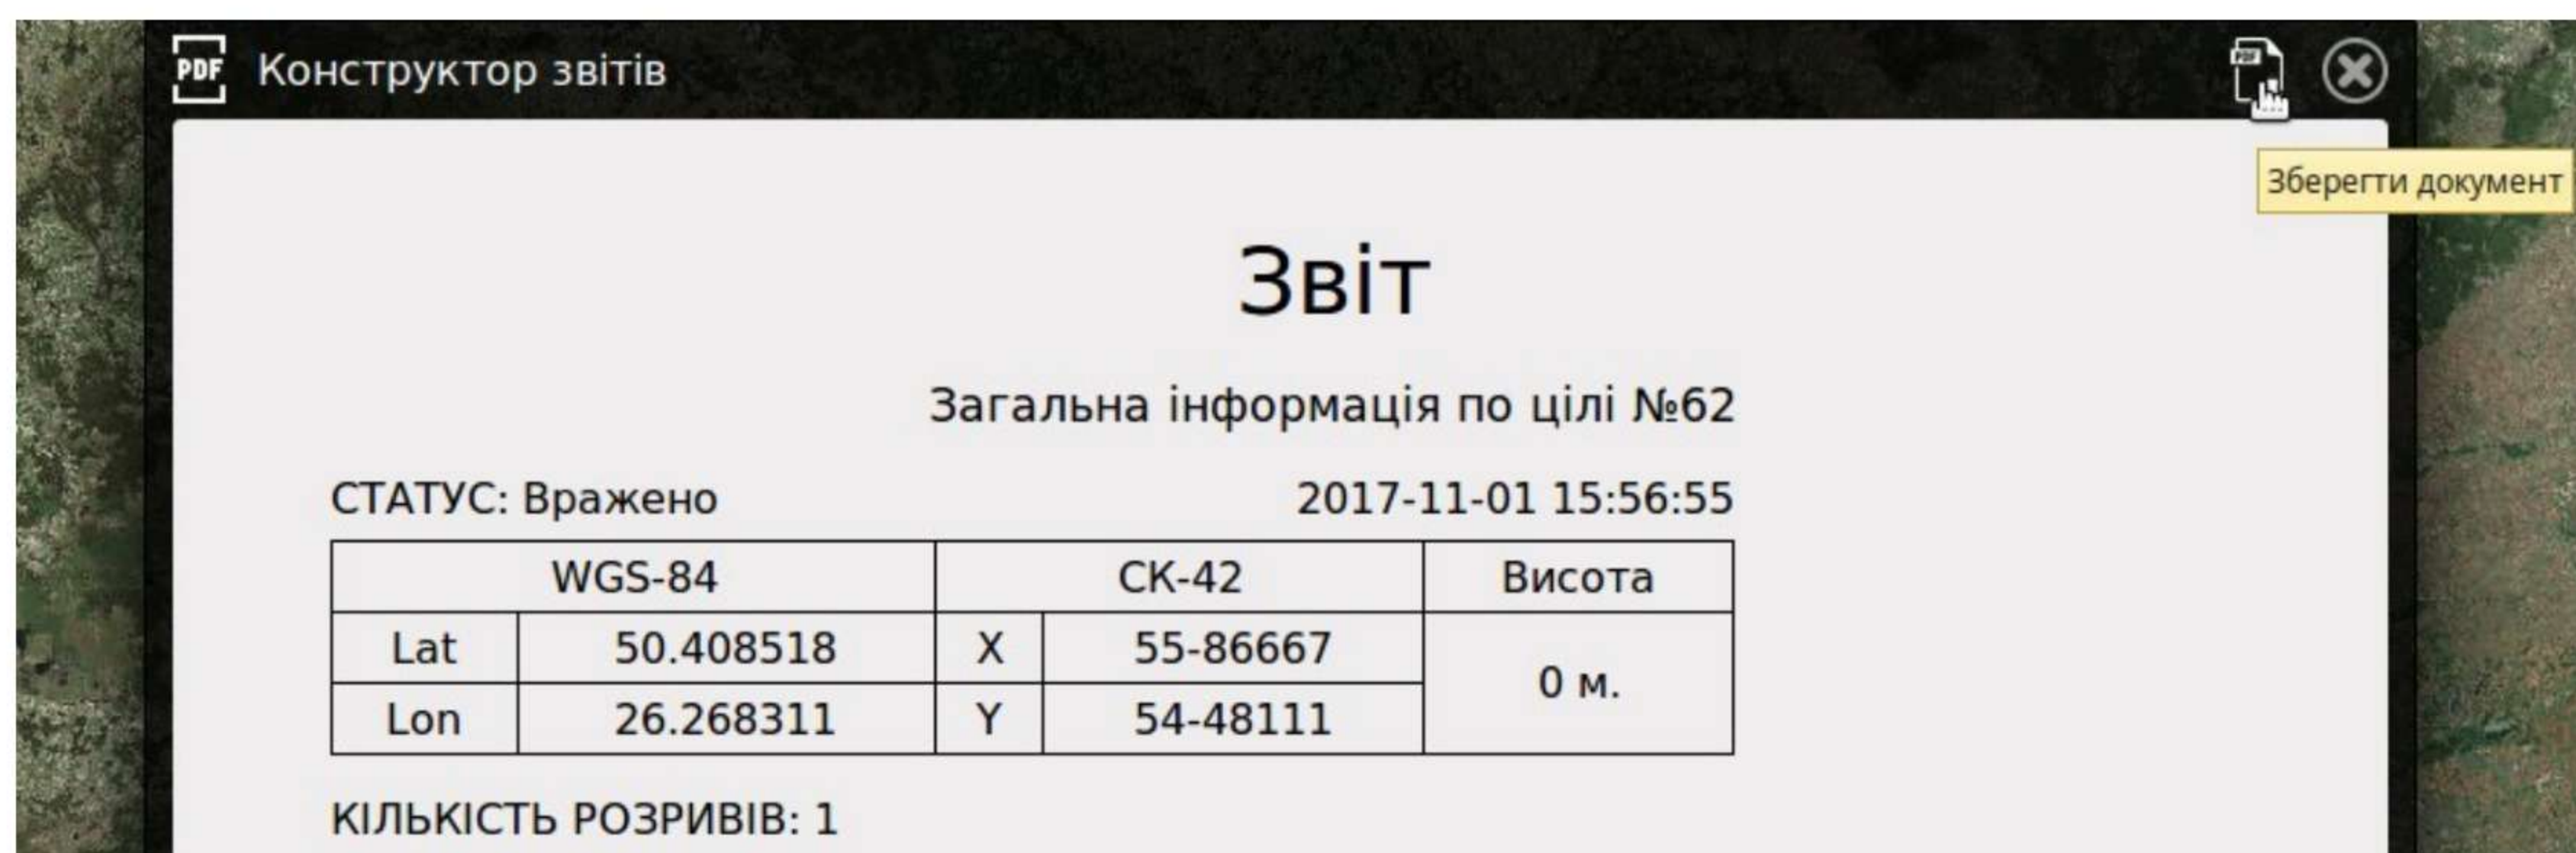 PDF Конструктор звітів PDF
Зберегти документ
Звіт
Загальна інформація по цілі №62
СТАТУС: Вражено 2017-11-01 15:56:55
WGS-84 СК-42 Висота
Lat 50.408518 X 55-86667 0 м.
Lon 26.268311 Y 54-48111
КІЛЬКІСТЬ РОЗРИВІВ: 1